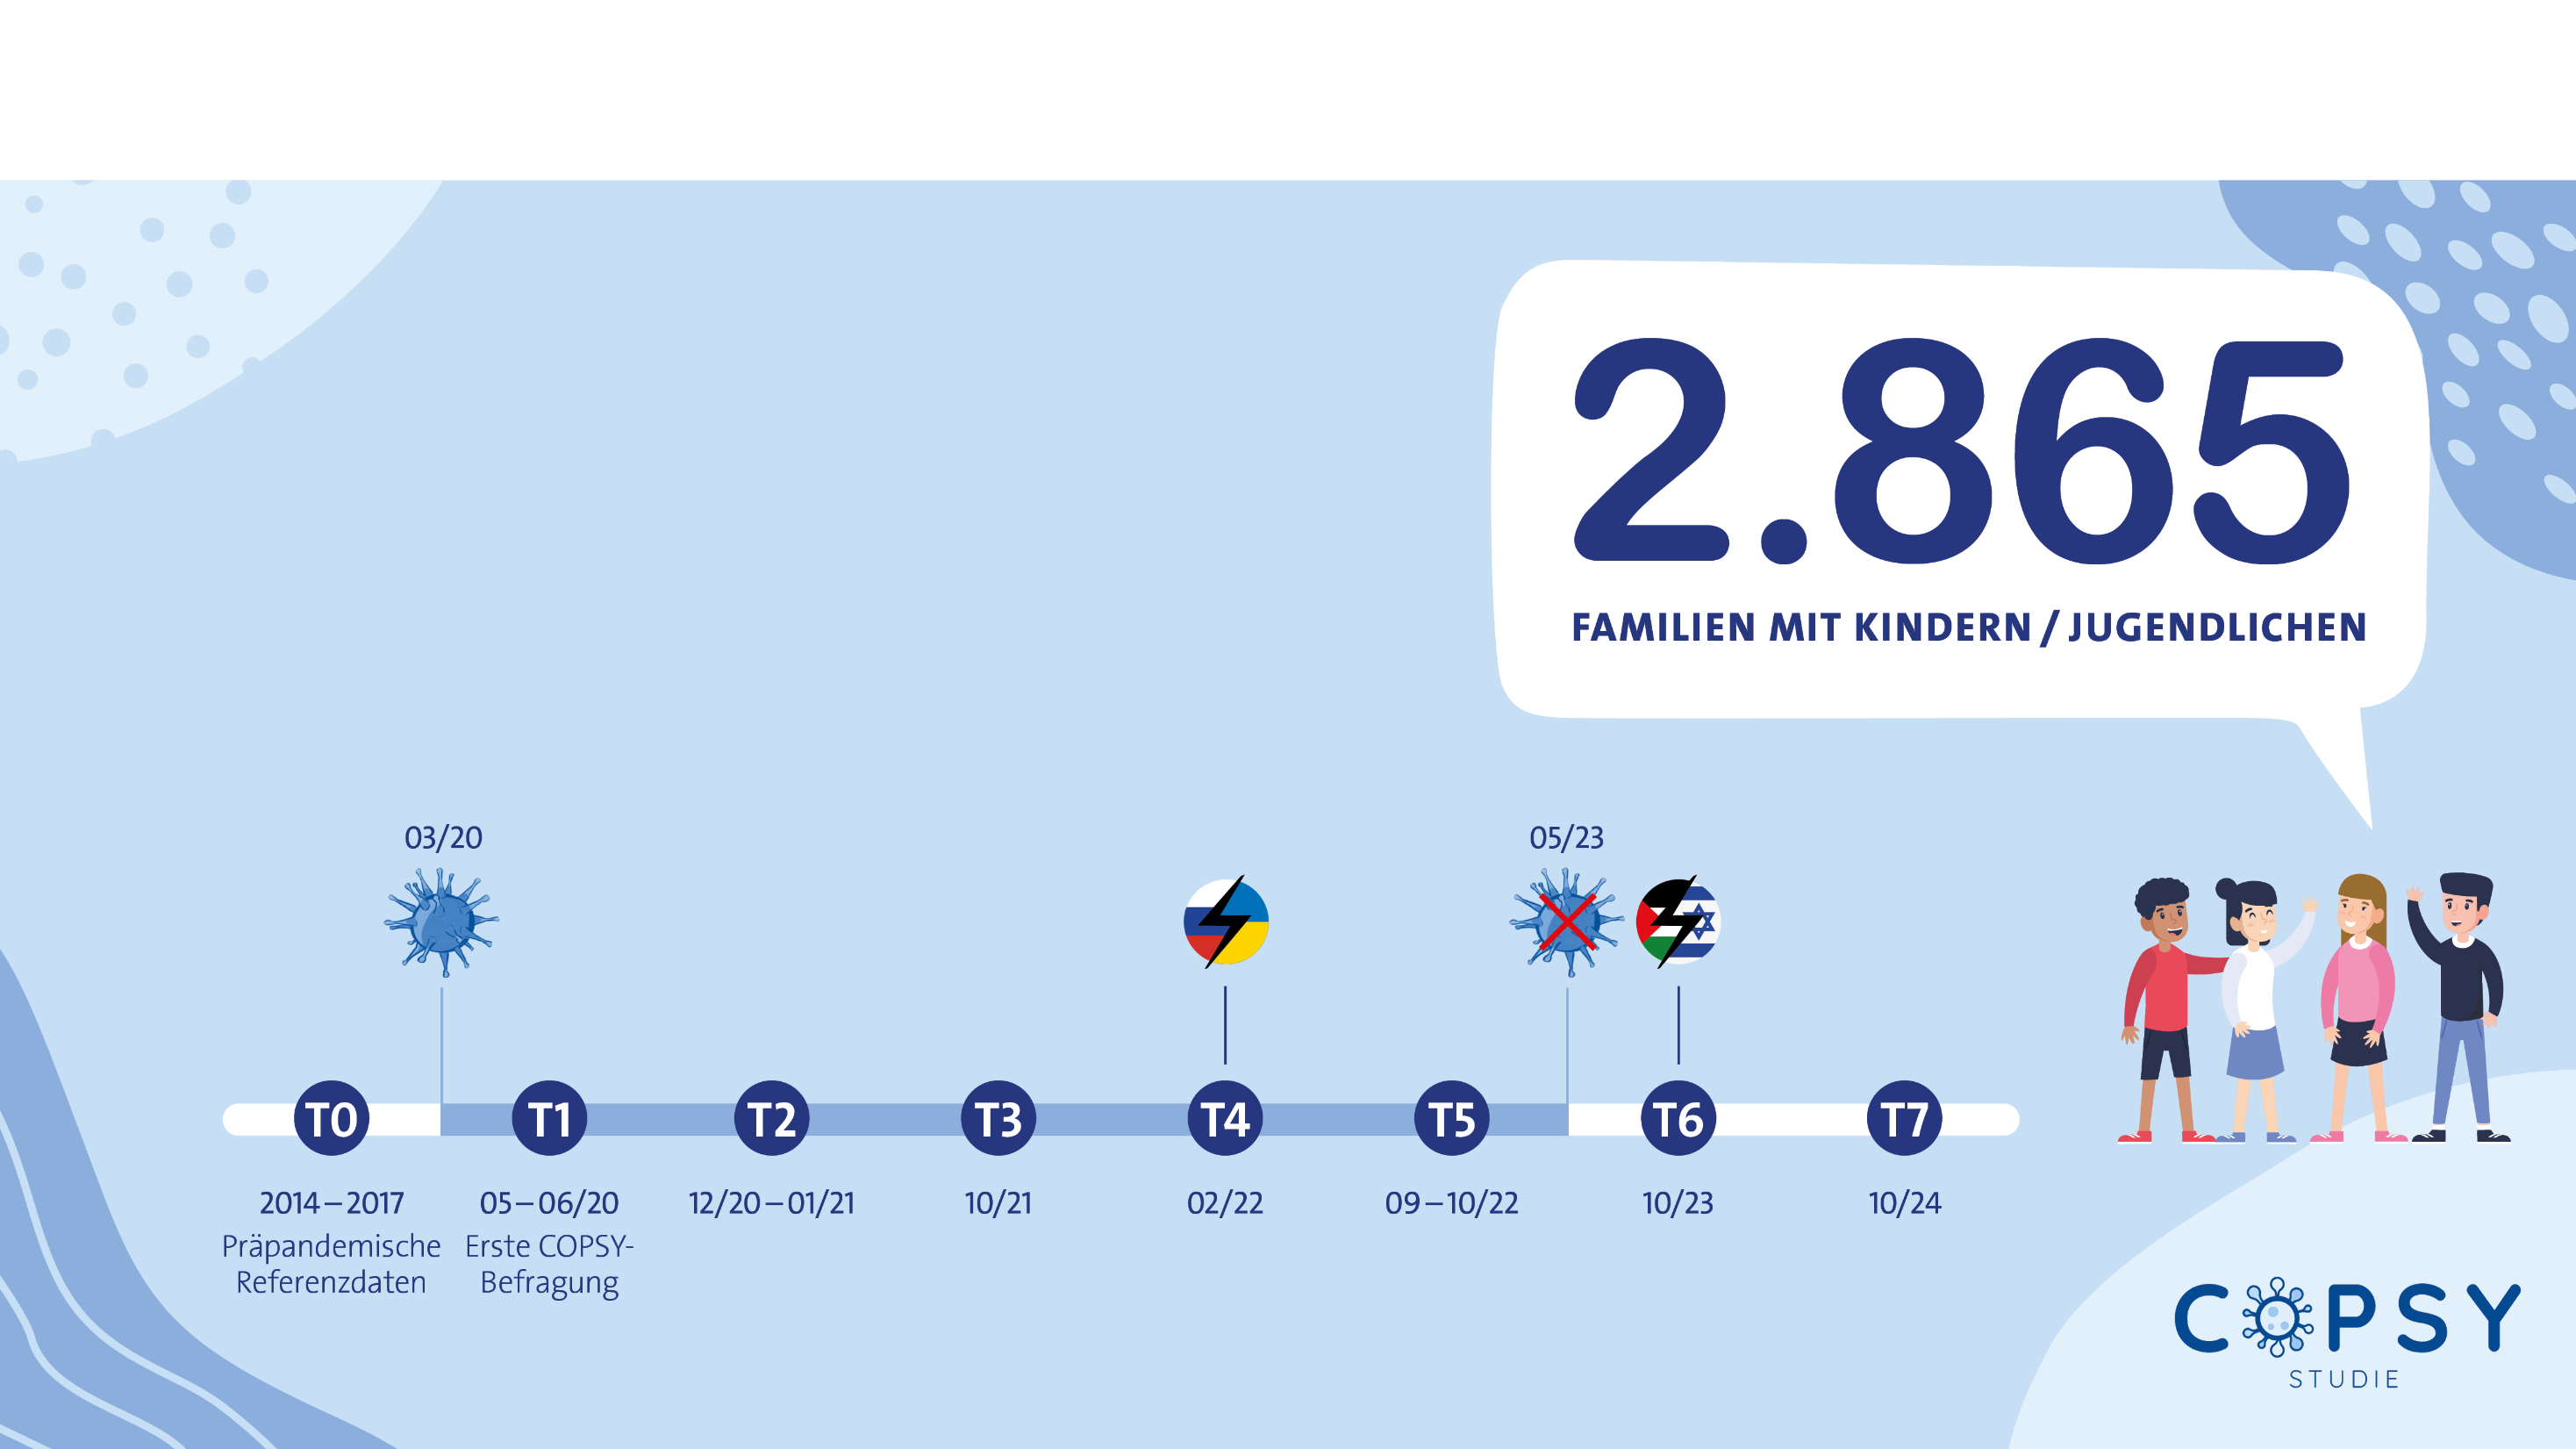 2.865
FAMILIEN MIT KINDERN / JUGENDLICHEN
03/20
05/23
T0
T1
T2
T3
T4
T5
T6
T7
2014 – 2017
Präpandemische
Referenzdaten
05 – 06/20
Erste COPSY-
Befragung
12/20 – 01/21
10/21
02/22
09 – 10/22
10/23
10/24
COPSY
STUDIE